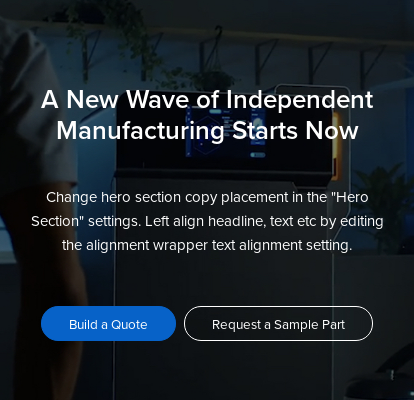 A New Wave of Independent
Manufacturing Starts Now
Change hero section copy placement in the "Hero
Section" settings. Left align headline, text etc by editing
the alignment wrapper text alignment setting.
Build a Quote
Request a Sample Part